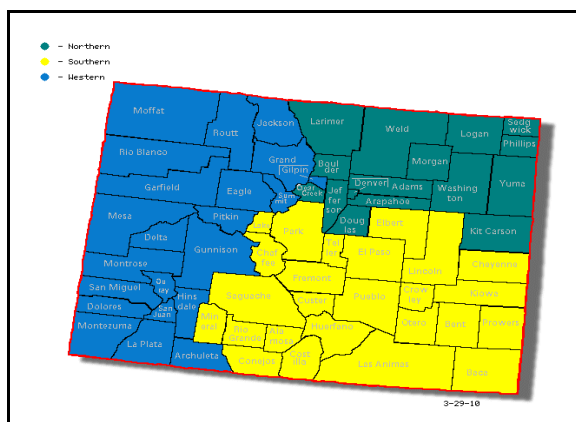 - Northern
- Southern
- Western
Moffat
Routt
Jackson
Larimer
Weld
Logan
Sedg
wick
Phillips
Rio Blanco
Grand
Gilpin
Boul
der
Morgan
Washing
ton
Yuma
Garfield
Eagle
Sum
mit
Clear
Creek
Jef
fer
son
Denver
Adams
Arapahoe
Mesa
Pitkin
Lake
Park
Doug
las
Elbert
Kit Carson
Delta
Gunnison
Chaf
fee
Tel
ler
El Paso
Lincoln
Cheyenne
Montrose
Fremont
San Miguel
Ou
ray
Hins
dale
Saguache
Custer
Pueblo
Crow
ley
Kiowa
Dolores
San
Juan
Min
eral
Rio
Grande
Ala
mosa
Huerfano
Otero
Bent
Prowers
Montezuma
La Plata
Archuleta
Conejos
Cost
illa
Las Animas
Baca
3-29-10